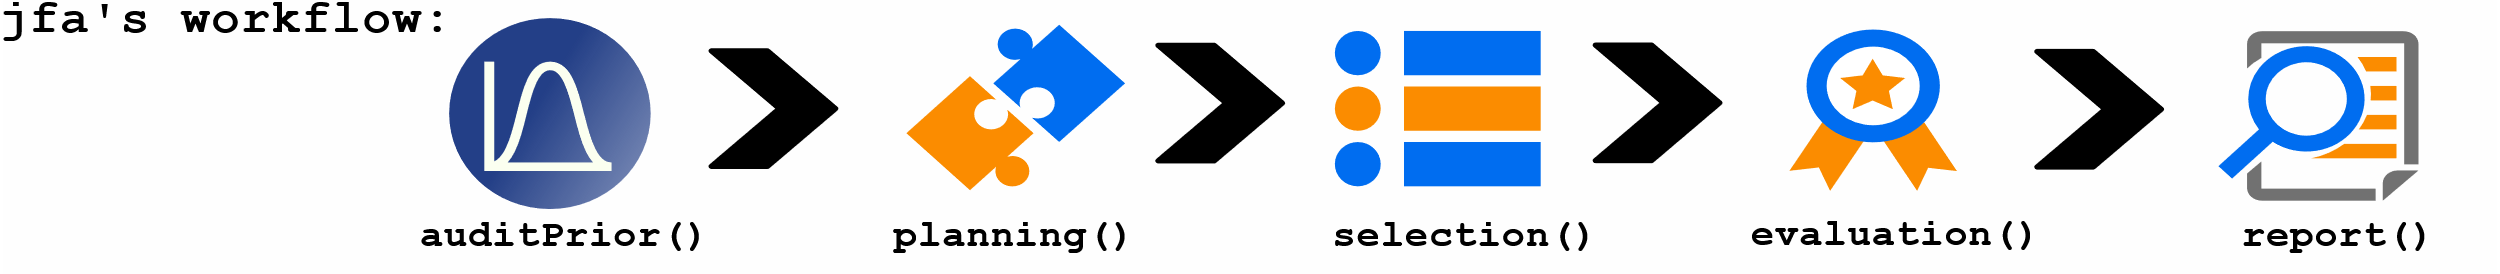 jfa's workflow:
auditPrior()
planning()
selection()
evaluation()
report()